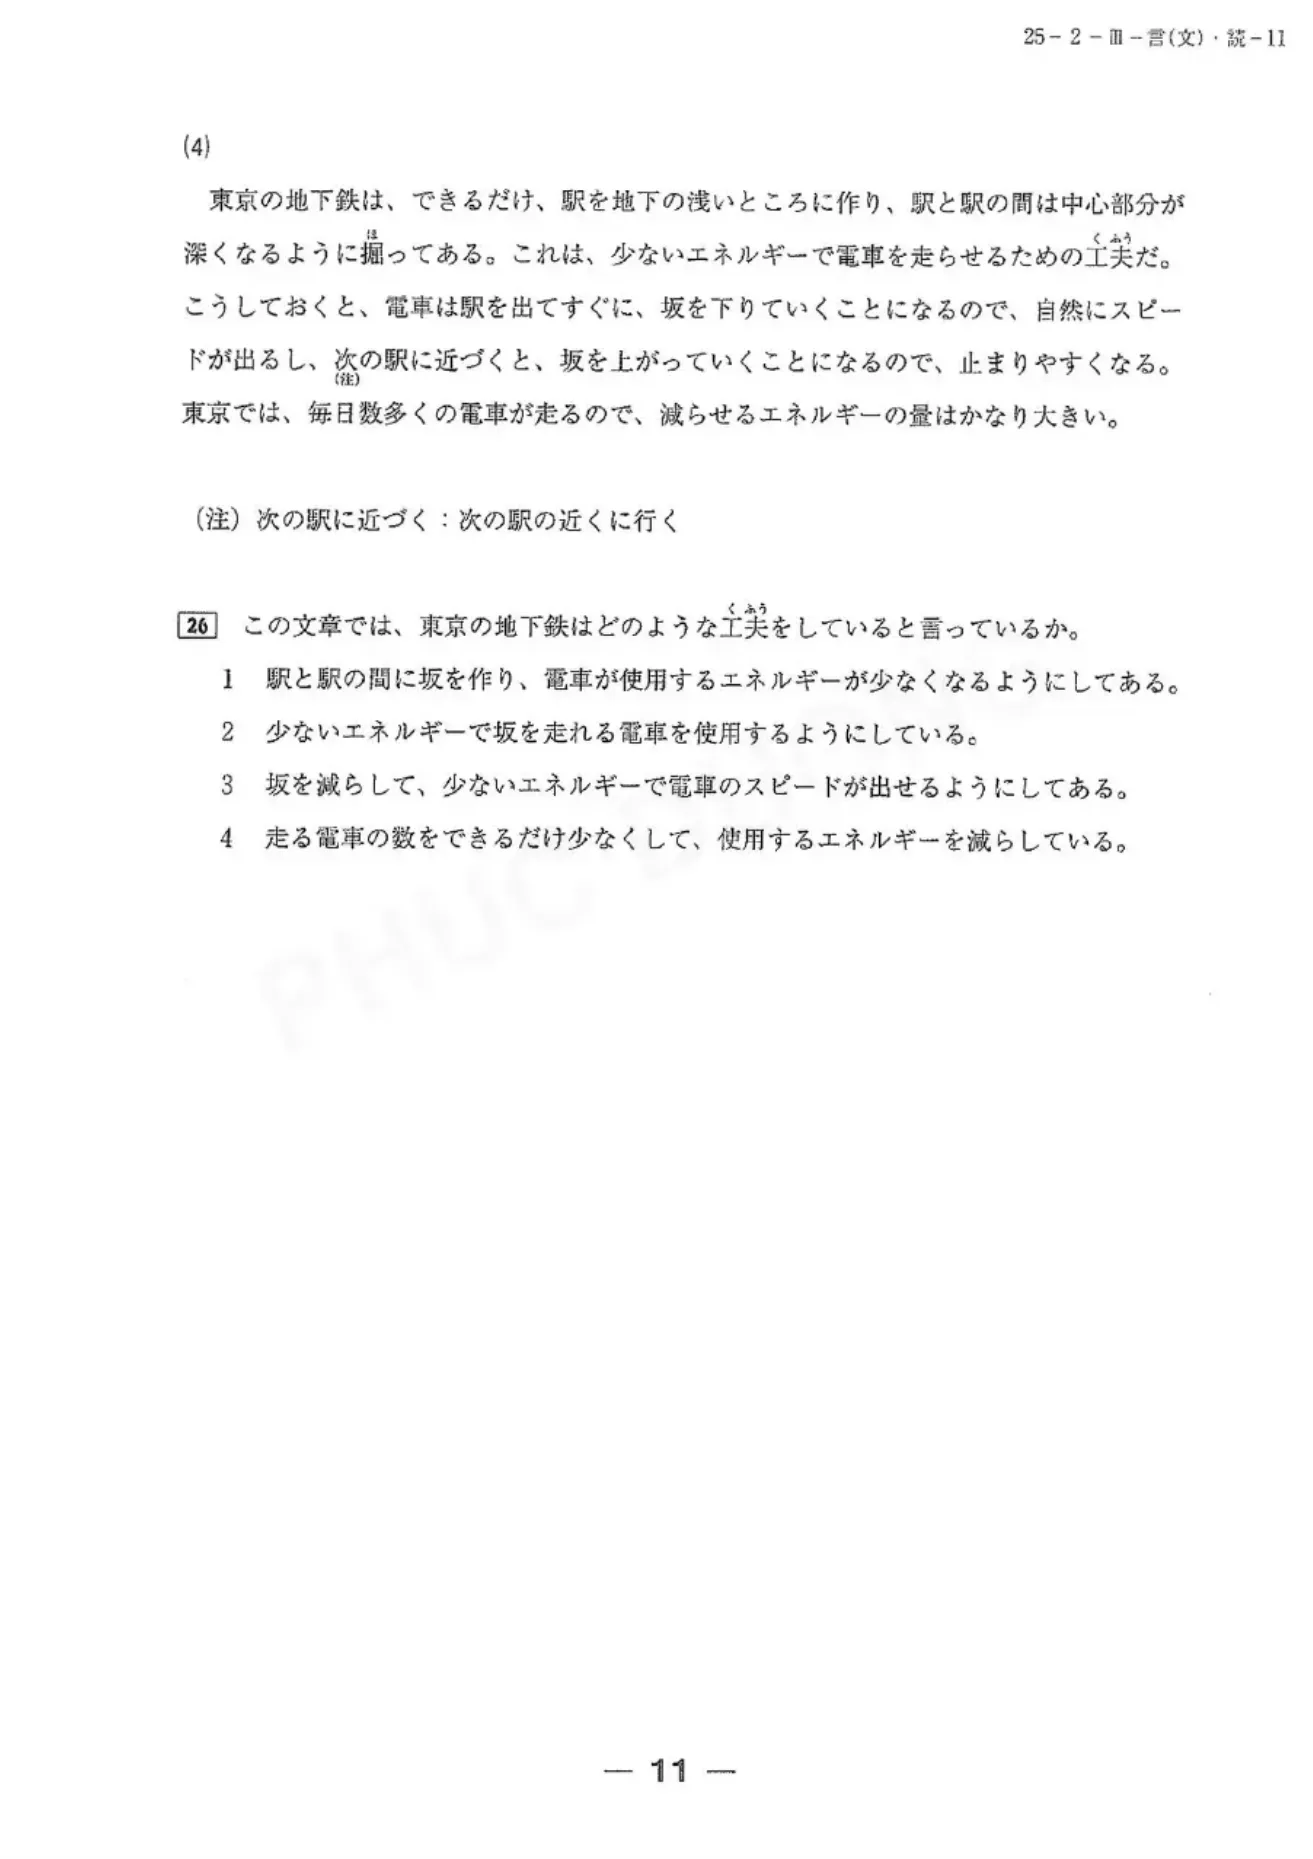 25-2-Ⅲ-言(文)・読-11
(4)
東京の地下鉄は、できるだけ、駅を地下の浅いところに作り、駅と駅の間は中心部分が
深くなるように掘ってある。これは、少ないエネルギーで電車を走らせるための工夫だ。
こうしておくと、電車は駅を出てすぐに、坂を下りていくことになるので、自然にスピー
ドが出るし、次の駅に近づくと、坂を上がっていくことになるので、止まりやすくなる。
東京では、毎日数多くの電車が走るので、減らせるエネルギーの量はかなり大きい。
(注)次の駅に近づく:次の駅の近くに行く
26 この文章では、東京の地下鉄はどのような工夫をしていると言っているか。
1 駅と駅の間に坂を作り、電車が使用するエネルギーが少なくなるようにしてある。
2 少ないエネルギーで坂を走れる電車を使用するようにしている。
3 坂を減らして、少ないエネルギーで電車のスピードが出せるようにしてある。
4 走る電車の数をできるだけ少なくして、使用するエネルギーを減らしている。
PHUC DUONG
— 11 —